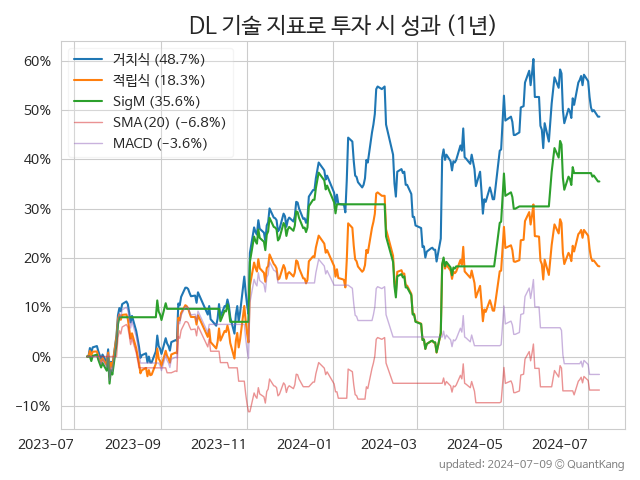 DL 기술 지표로 투자 시 성과 (1년)
거치식 (48.7%)
적립식 (18.3%)
SigM (35.6%)
SMA(20) (−6.8%)
MACD (−3.6%)
60%
50%
40%
30%
20%
10%
0%
−10%
2023-07 2023-09 2023-11 2024-01 2024-03 2024-05 2024-07
updated: 2024-07-09 ⓒ QuantKang